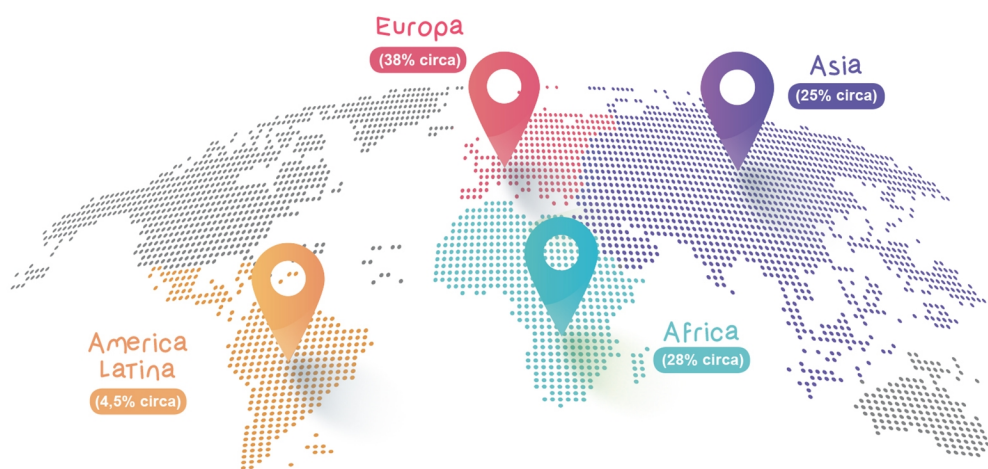 Europa
(38% circa)
Asia
(25% circa)
America
Latina
(4,5% circa)
Africa
(28% circa)